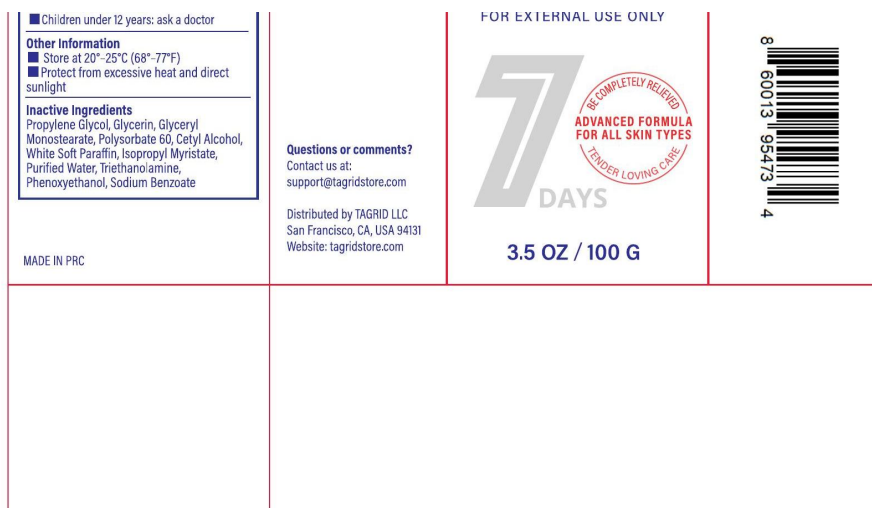 ■ Children under 12 years: ask a doctor
Other Information
■ Store at 20°–25°C (68°–77°F)
■ Protect from excessive heat and direct
sunlight
Inactive Ingredients
Propylene Glycol, Glycerin, Glyceryl
Monostearate, Polysorbate 60, Cetyl Alcohol,
White Soft Paraffin, Isopropyl Myristate,
Purified Water, Triethanolamine,
Phenoxyethanol, Sodium Benzoate
MADE IN PRC
Questions or comments?
Contact us at:
support@tagridstore.com
Distributed by TAGRID LLC
San Francisco, CA, USA 94131
Website: tagridstore.com
FOR EXTERNAL USE ONLY
7
DAYS
BE COMPLETELY RELIEVED
ADVANCED FORMULA
FOR ALL SKIN TYPES
TENDER LOVING CARE
3.5 OZ / 100 G
8 60013 95473 4